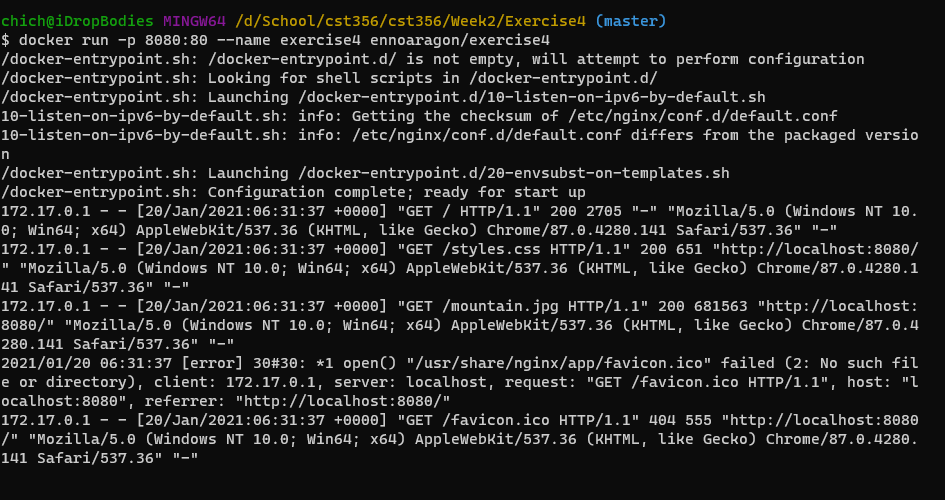 chich@iDropBodies MINGW64 /d/School/cst356/cst356/Week2/Exercise4 (master)
$ docker run -p 8080:80 --name exercise4 ennoaragon/exercise4
/docker-entrypoint.sh: /docker-entrypoint.d/ is not empty, will attempt to perform configuration
/docker-entrypoint.sh: Looking for shell scripts in /docker-entrypoint.d/
/docker-entrypoint.sh: Launching /docker-entrypoint.d/10-listen-on-ipv6-by-default.sh
10-listen-on-ipv6-by-default.sh: info: Getting the checksum of /etc/nginx/conf.d/default.conf
10-listen-on-ipv6-by-default.sh: info: /etc/nginx/conf.d/default.conf differs from the packaged versio
n
/docker-entrypoint.sh: Launching /docker-entrypoint.d/20-envsubst-on-templates.sh
/docker-entrypoint.sh: Configuration complete; ready for start up
172.17.0.1 - - [20/Jan/2021:06:31:37 +0000] "GET / HTTP/1.1" 200 2705 "-" "Mozilla/5.0 (Windows NT 10.
0; Win64; x64) AppleWebKit/537.36 (KHTML, like Gecko) Chrome/87.0.4280.141 Safari/537.36" "-"
172.17.0.1 - - [20/Jan/2021:06:31:37 +0000] "GET /styles.css HTTP/1.1" 200 651 "http://localhost:8080/
" "Mozilla/5.0 (Windows NT 10.0; Win64; x64) AppleWebKit/537.36 (KHTML, like Gecko) Chrome/87.0.4280.1
41 Safari/537.36" "-"
172.17.0.1 - - [20/Jan/2021:06:31:37 +0000] "GET /mountain.jpg HTTP/1.1" 200 681563 "http://localhost:
8080/" "Mozilla/5.0 (Windows NT 10.0; Win64; x64) AppleWebKit/537.36 (KHTML, like Gecko) Chrome/87.0.4
280.141 Safari/537.36" "-"
2021/01/20 06:31:37 [error] 30#30: *1 open() "/usr/share/nginx/app/favicon.ico" failed (2: No such fil
e or directory), client: 172.17.0.1, server: localhost, request: "GET /favicon.ico HTTP/1.1", host: "l
ocalhost:8080", referrer: "http://localhost:8080/"
172.17.0.1 - - [20/Jan/2021:06:31:37 +0000] "GET /favicon.ico HTTP/1.1" 404 555 "http://localhost:8080
/" "Mozilla/5.0 (Windows NT 10.0; Win64; x64) AppleWebKit/537.36 (KHTML, like Gecko) Chrome/87.0.4280.
141 Safari/537.36" "-"